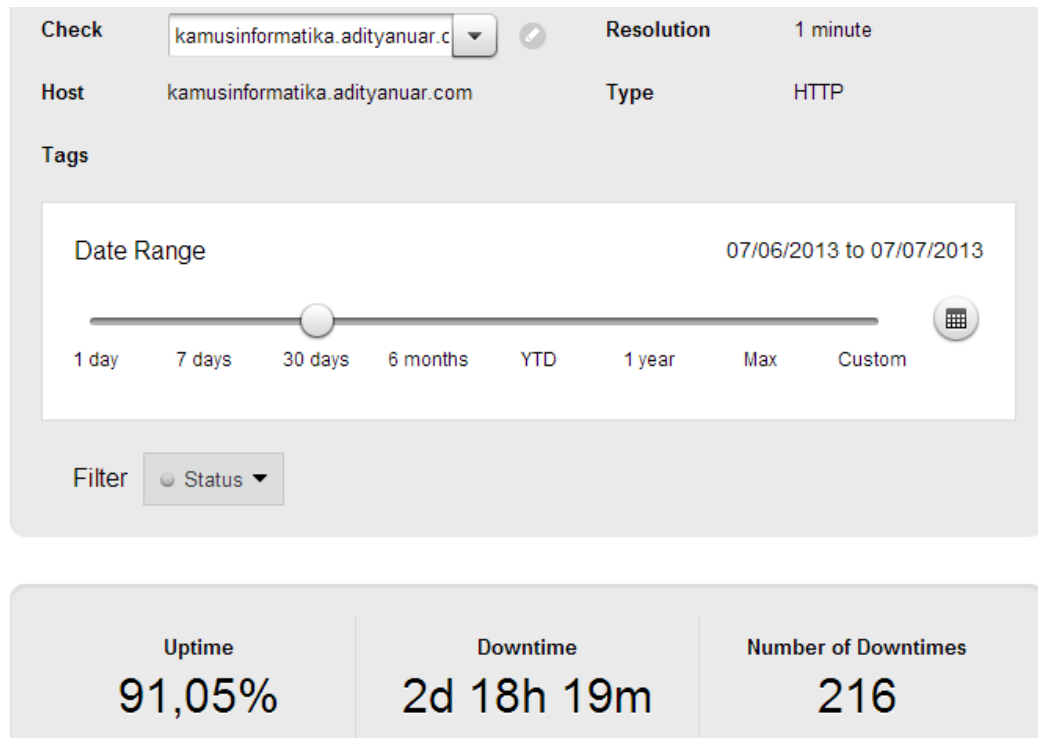 Check kamusinformatika.adityanuar.c Resolution 1 minute
Host kamusinformatika.adityanuar.com Type HTTP
Tags
Date Range 07/06/2013 to 07/07/2013
1 day 7 days 30 days 6 months YTD 1 year Max Custom
Filter Status
Uptime Downtime Number of Downtimes
91,05% 2d 18h 19m 216